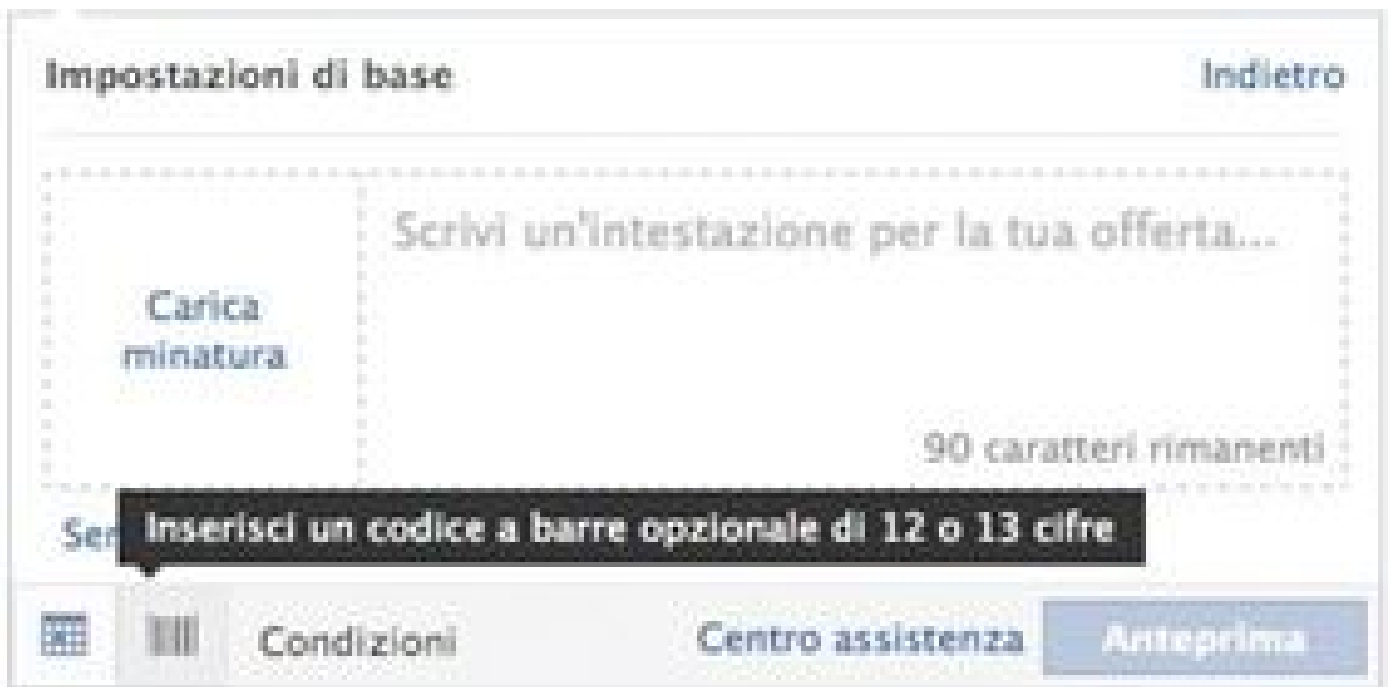 Impostazioni di base
Indietro
Scrivi un'intestazione per la tua offerta...
Carica
minatura
90 caratteri rimanenti
Inserisci un codice a barre opzionale di 12 o 13 cifre
Condizioni
Centro assistenza
Anteprima